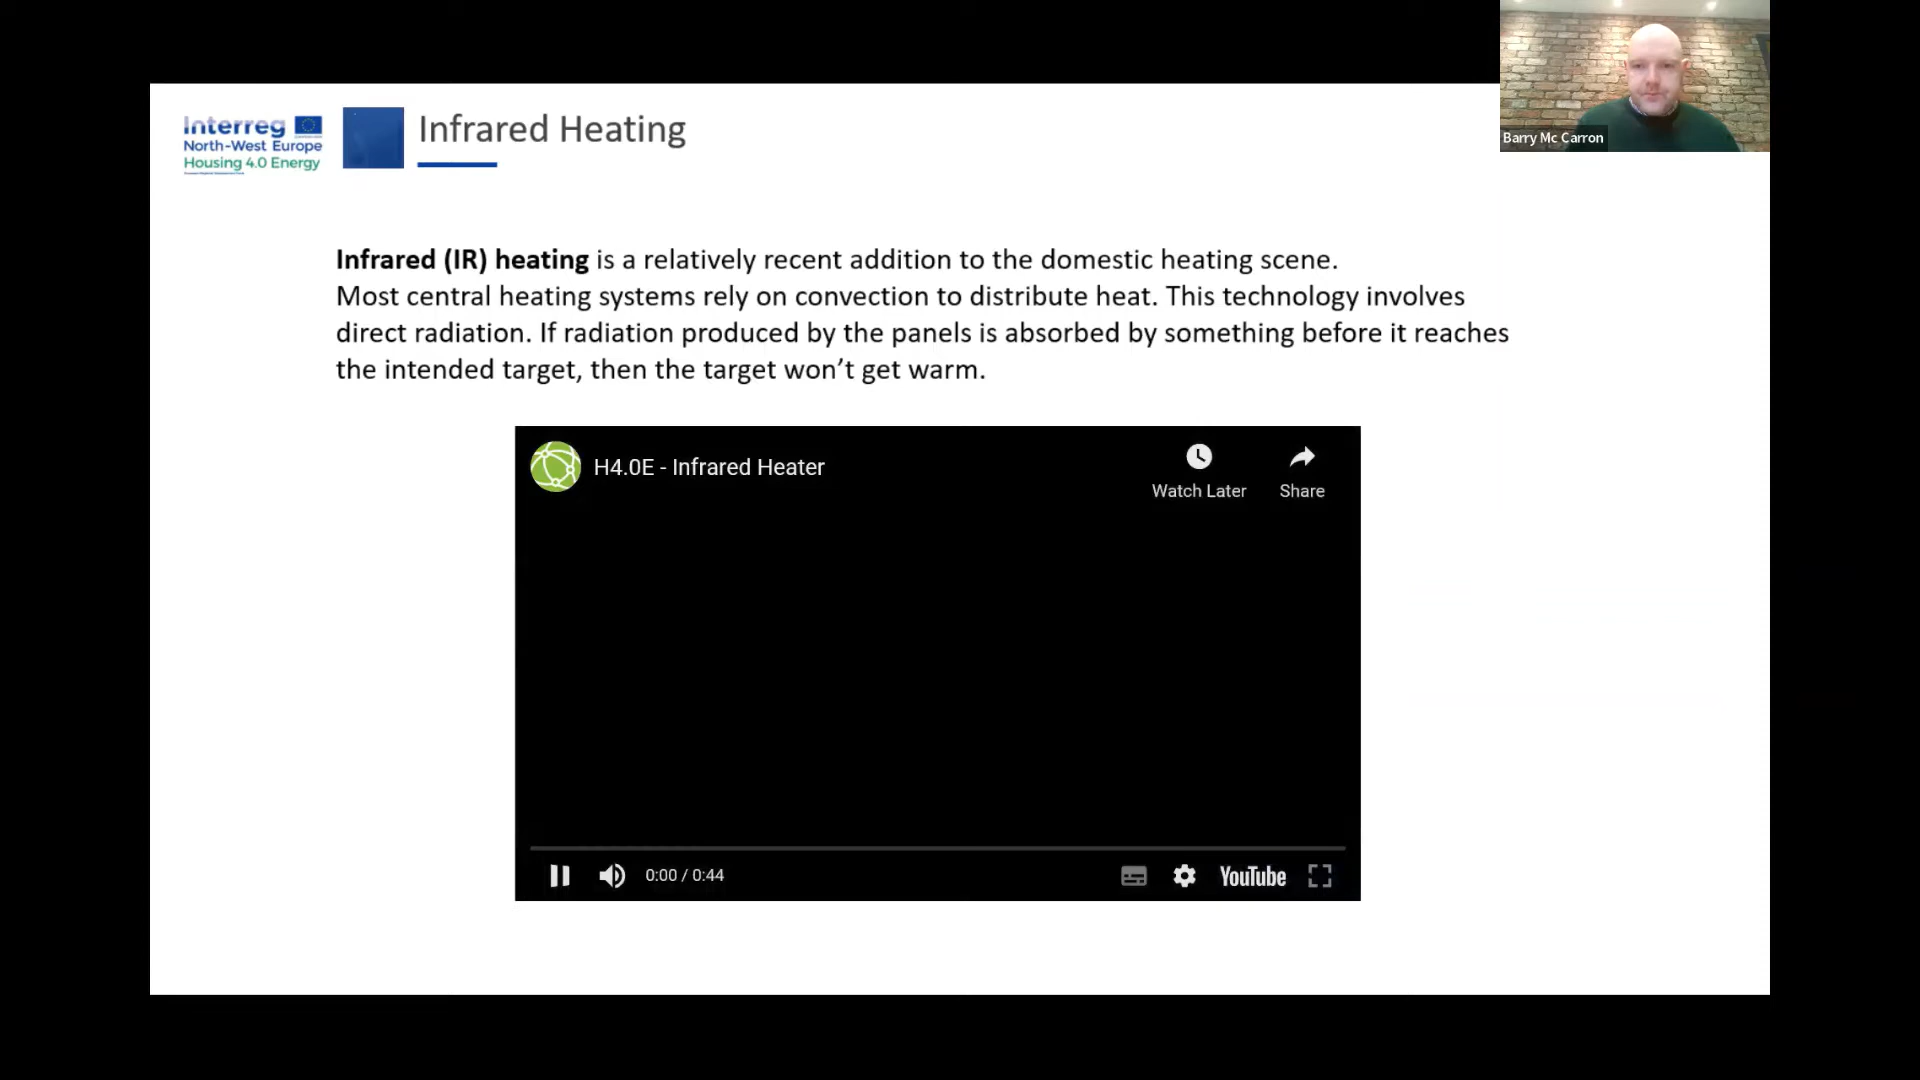 Interreg
North-West Europe
Housing 4.0 Energy
Infrared Heating
Barry Mc Carron
Infrared (IR) heating is a relatively recent addition to the domestic heating scene.
Most central heating systems rely on convection to distribute heat. This technology involves
direct radiation. If radiation produced by the panels is absorbed by something before it reaches
the intended target, then the target won’t get warm.
H4.0E - Infrared Heater
Watch Later
Share
0:00 / 0:44
YouTube